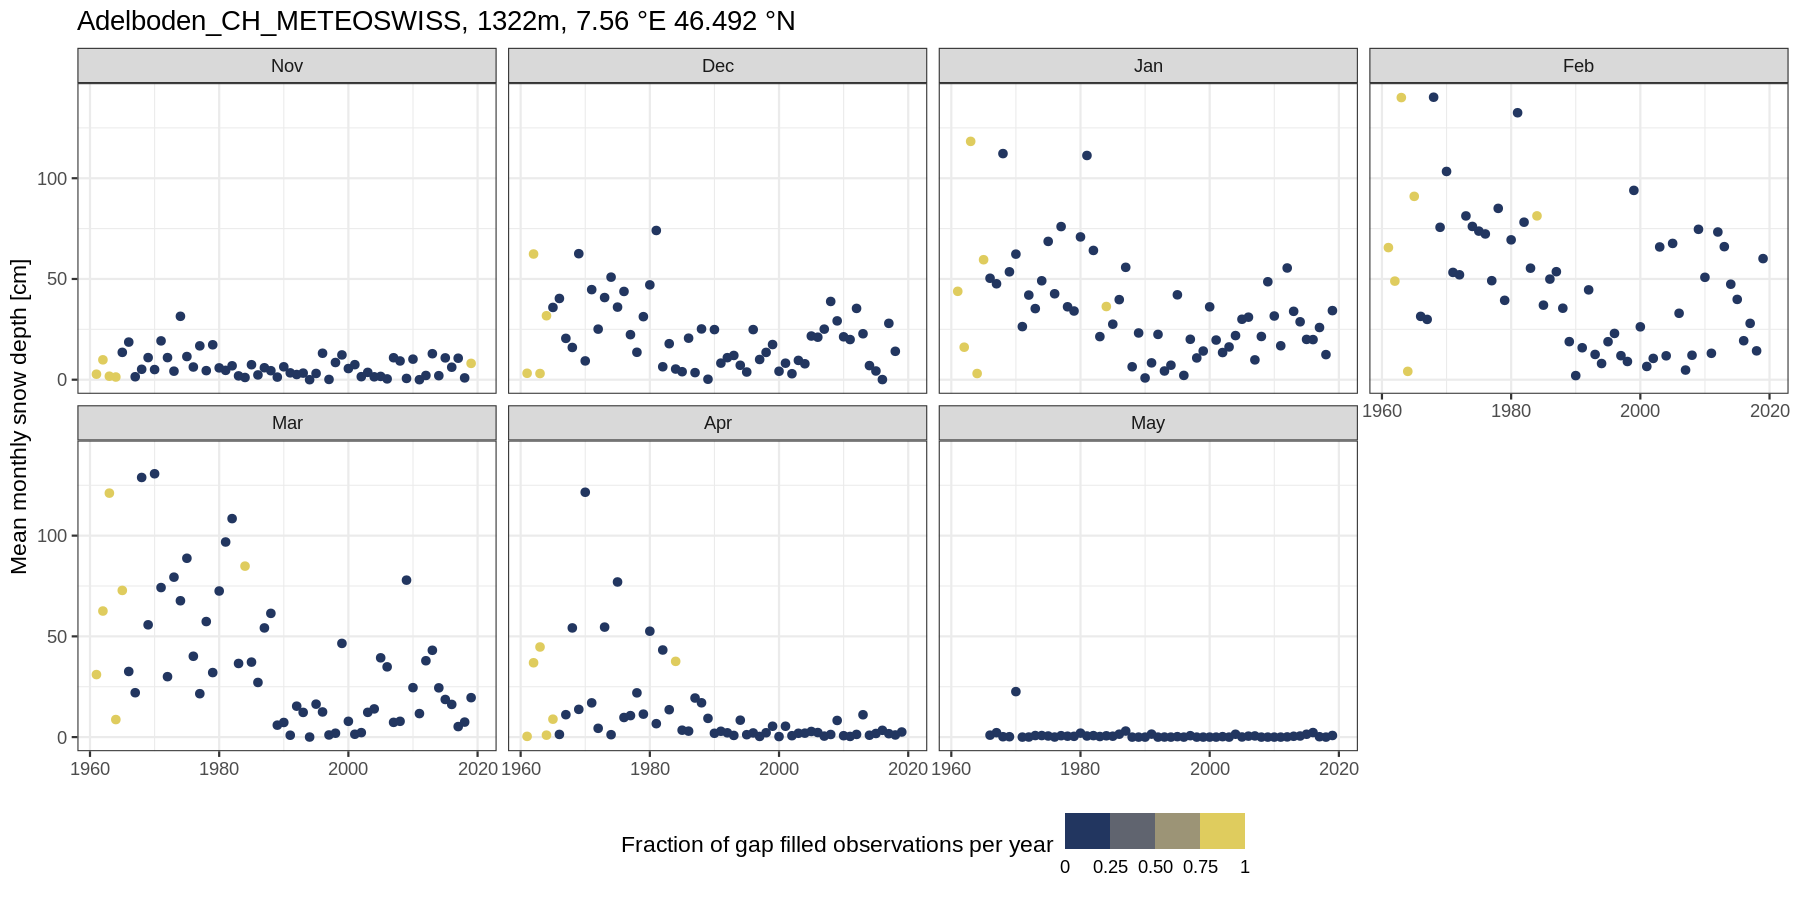 Adelboden_CH_METEOSWISS, 1322m, 7.56 °E 46.492 °N
Nov
Dec
Jan
Feb
100
50
0
1960 1980 2000 2020
Mar
Apr
May
100
50
0
1960 1980 2000 2020 1960 1980 2000 2020 1960 1980 2000 2020
Mean monthly snow depth [cm]
Fraction of gap filled observations per year
0 0.25 0.50 0.75 1